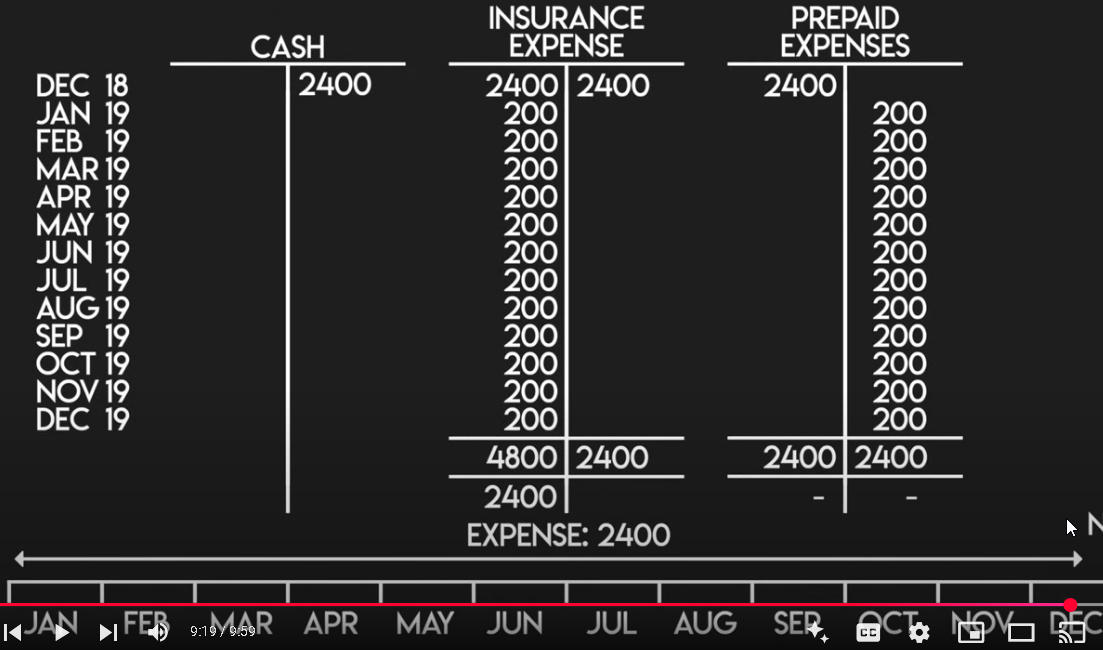 INSURANCE EXPENSE
PREPAID EXPENSES
CASH
DEC 18 2400 2400 2400 2400
JAN 19 200 200
FEB 19 200 200
MAR 19 200 200
APR 19 200 200
MAY 19 200 200
JUN 19 200 200
JUL 19 200 200
AUG 19 200 200
SEP 19 200 200
OCT 19 200 200
NOV 19 200 200
DEC 19 200 200
4800 2400 2400 2400
2400 - -
EXPENSE: 2400
N
JAN FEB MAR APR MAY JUN JUL AUG SEP OCT NOV DEC
9:19 / 9:59
CC